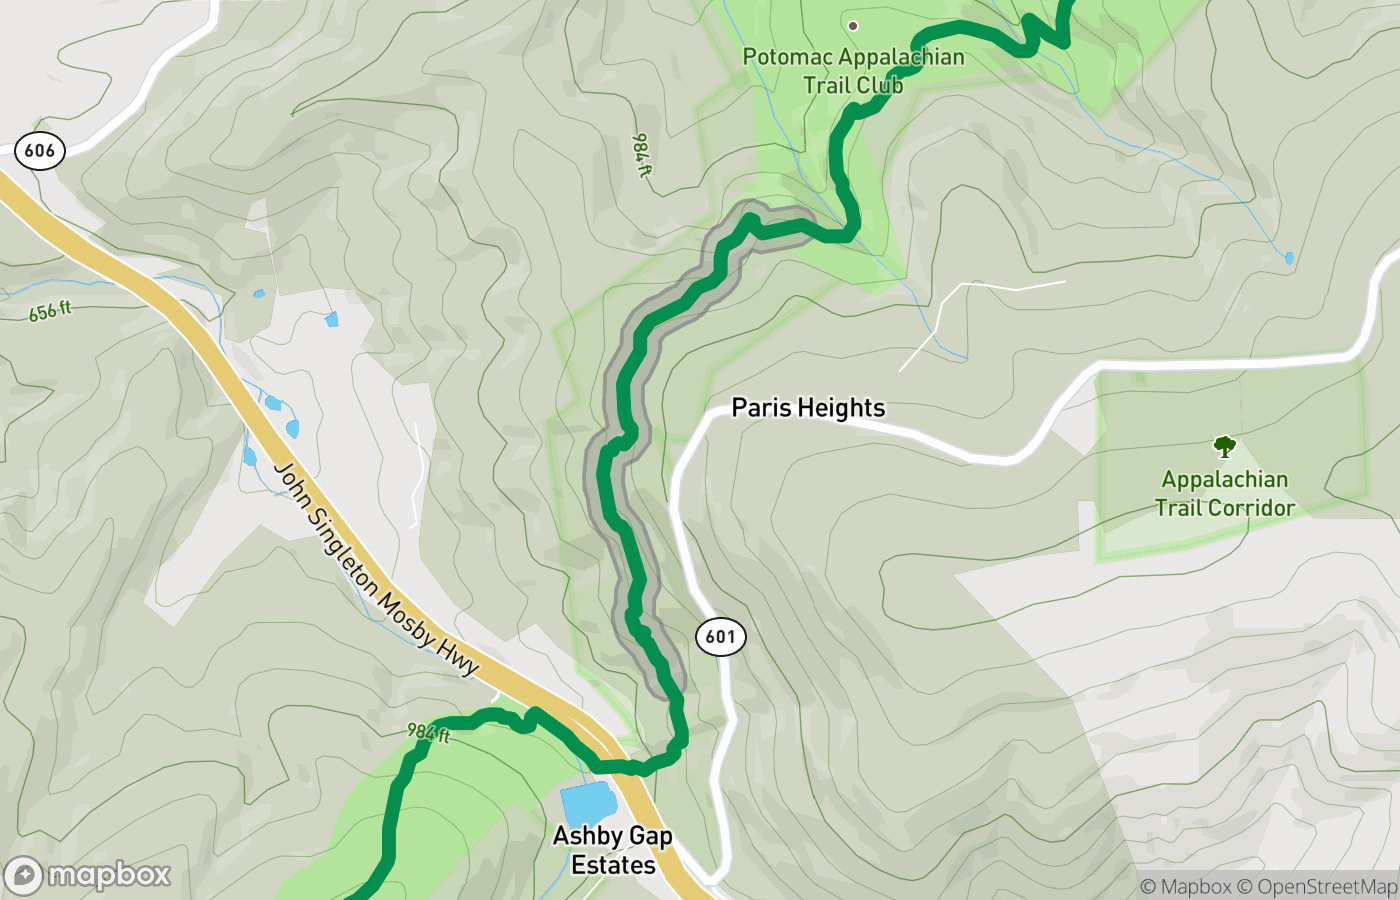 Potomac Appalachian
Trail Club
606
984 ft
656 ft
Paris Heights
Appalachian
Trail Corridor
John Singleton Mosby Hwy
601
984 ft
Ashby Gap
Estates
mapbox
© Mapbox © OpenStreetMap